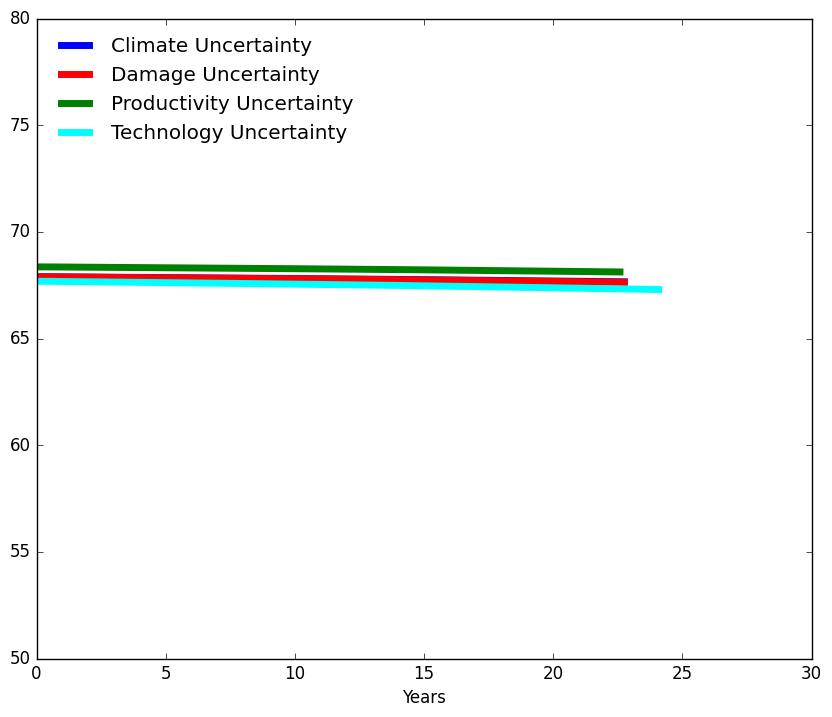 80
Climate Uncertainty
Damage Uncertainty
Productivity Uncertainty
Technology Uncertainty
75
70
65
60
55
50
0 5 10 15 20 25 30
Years